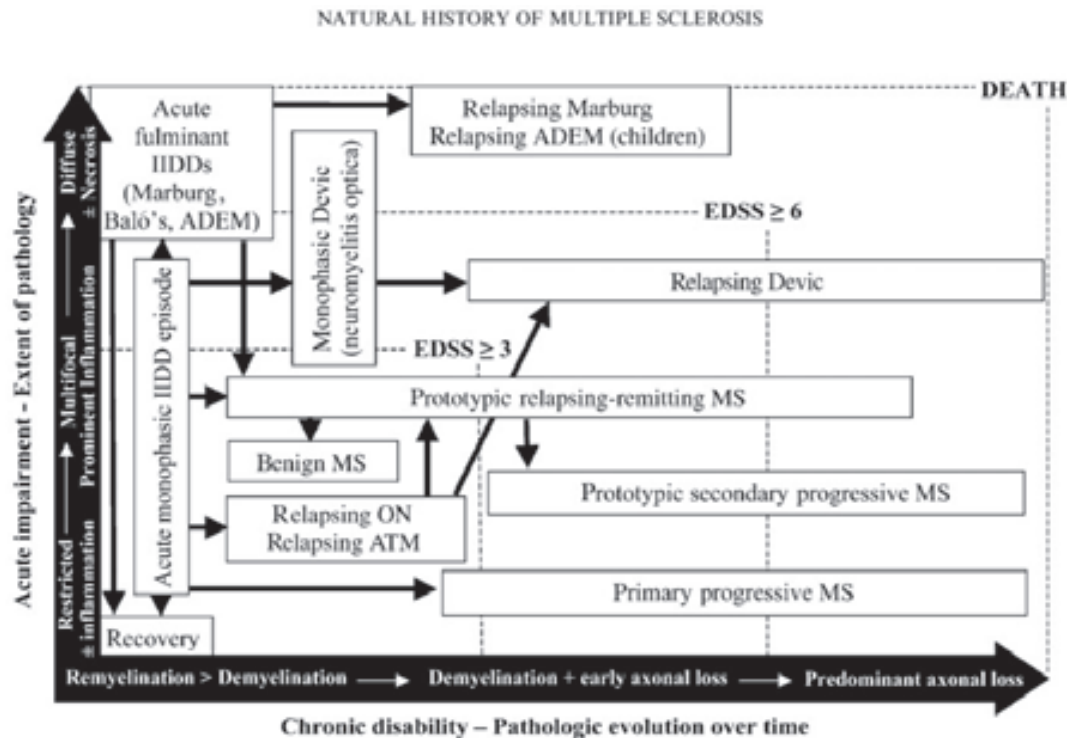 NATURAL HISTORY OF MULTIPLE SCLEROSIS
DEATH
Acute
fulminant
IIDDs
(Marburg,
Baló's, ADEM)
Relapsing Marburg
Relapsing ADEM (children)
Monophasic Devic
(neuromyelitis optica)
EDSS ≥ 6
Relapsing Devic
Acute monophasic IIDD episode
EDSS ≥ 3
Prototypic relapsing-remitting MS
Benign MS
Prototypic secondary progressive MS
Relapsing ON
Relapsing ATM
Primary progressive MS
Recovery
Acute impairment - Extent of pathology
Restricted → Multifocal → Diffuse
± inflammation Prominent Inflammation ± Necrosis
Remyelination > Demyelination → Demyelination + early axonal loss → Predominant axonal loss
Chronic disability – Pathologic evolution over time